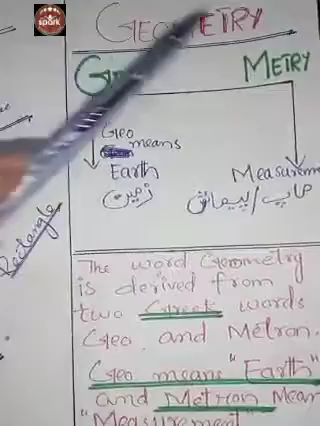 spark
GEOMETRY
METRY
Geo
means
Earth
Measurem
زمین
ماپ/پیمائش
Rectangle
The word Geometry
is derived from
two Greek words
Geo and Metron.
Geo means "Earth"
and Metron Mean
"Measurement"